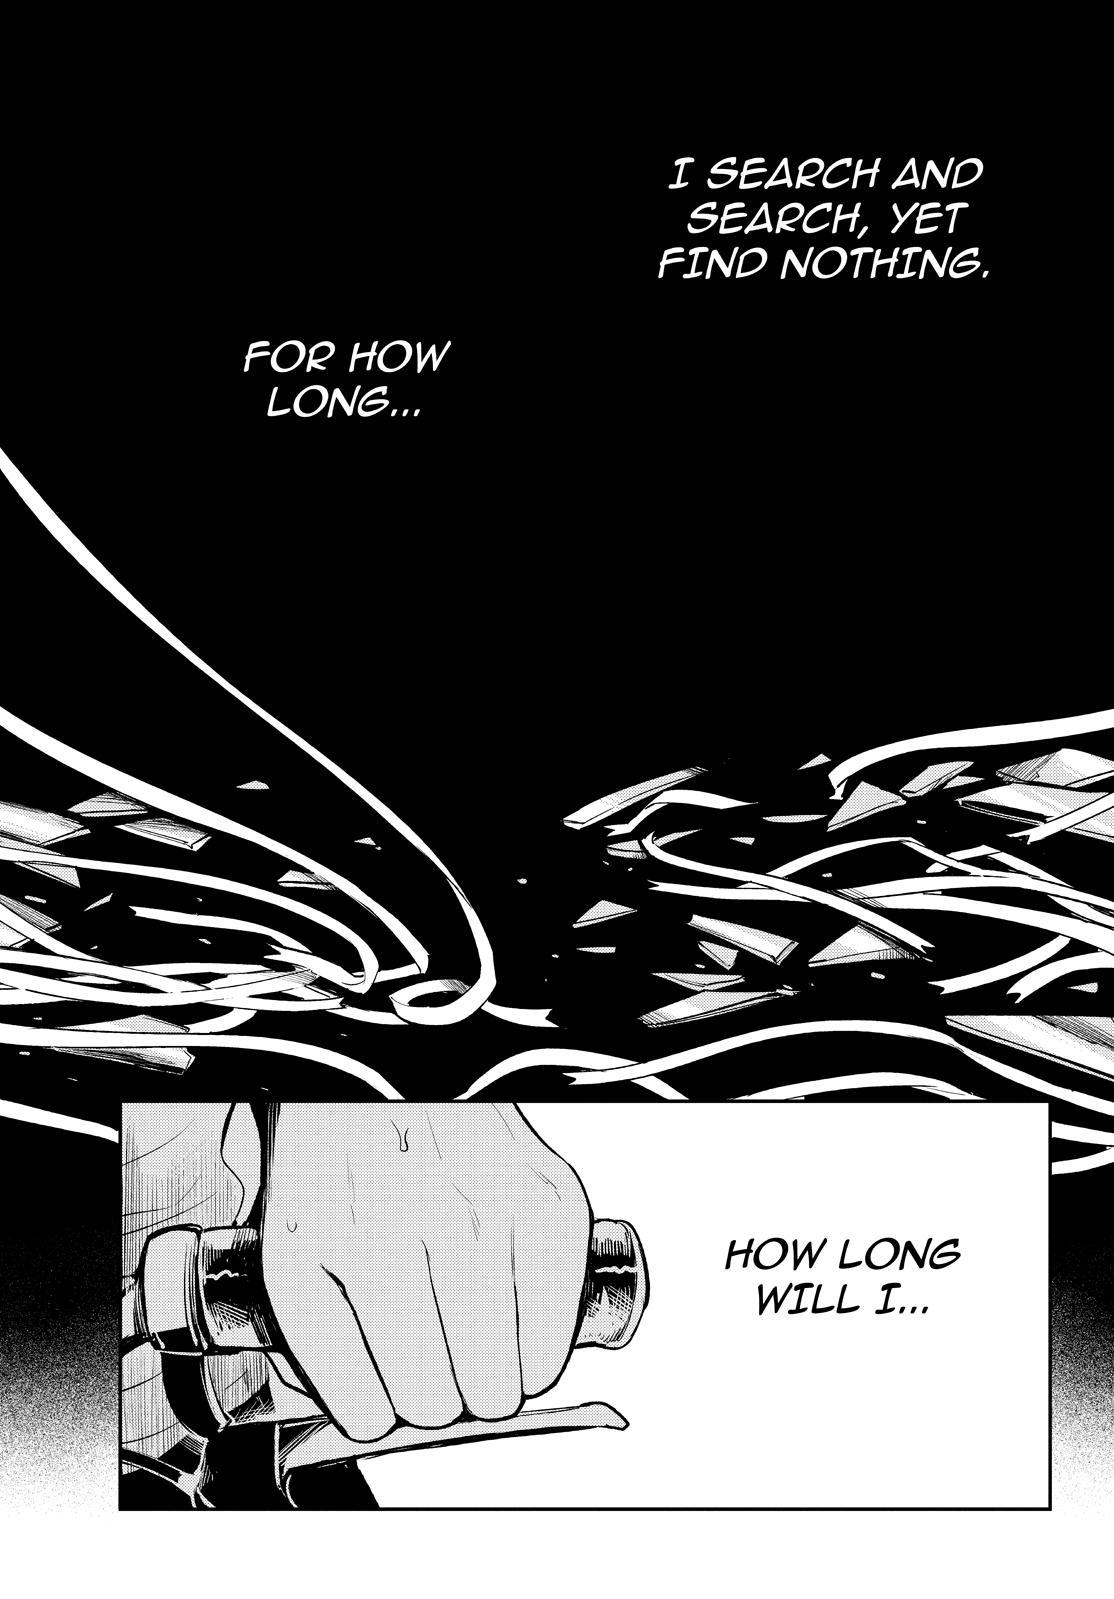 I SEARCH AND
SEARCH, YET
FIND NOTHING.
FOR HOW
LONG...
HOW LONG
WILL I...